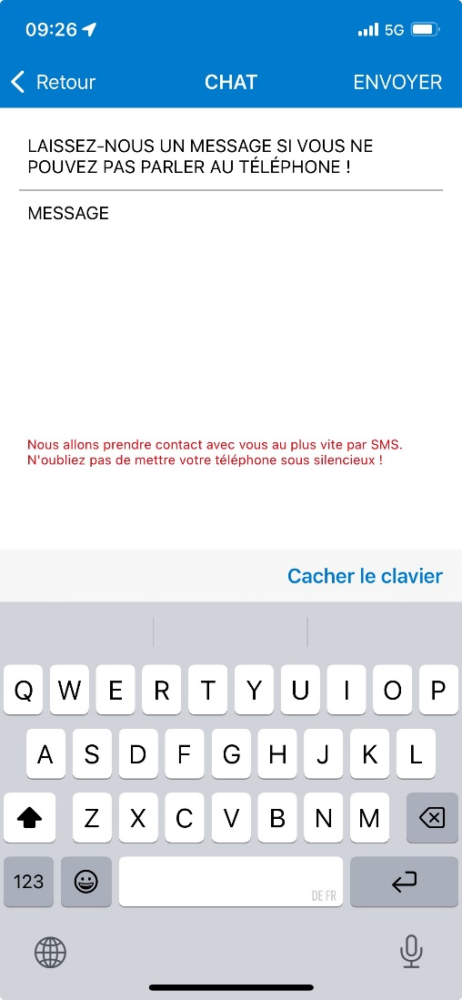 09:26 5G
Retour CHAT ENVOYER
LAISSEZ-NOUS UN MESSAGE SI VOUS NE
POUVEZ PAS PARLER AU TÉLÉPHONE !
MESSAGE
Nous allons prendre contact avec vous au plus vite par SMS.
N'oubliez pas de mettre votre téléphone sous silencieux !
Cacher le clavier
Q W E R T Y U I O P
A S D F G H J K L
Z X C V B N M
123 DE FR